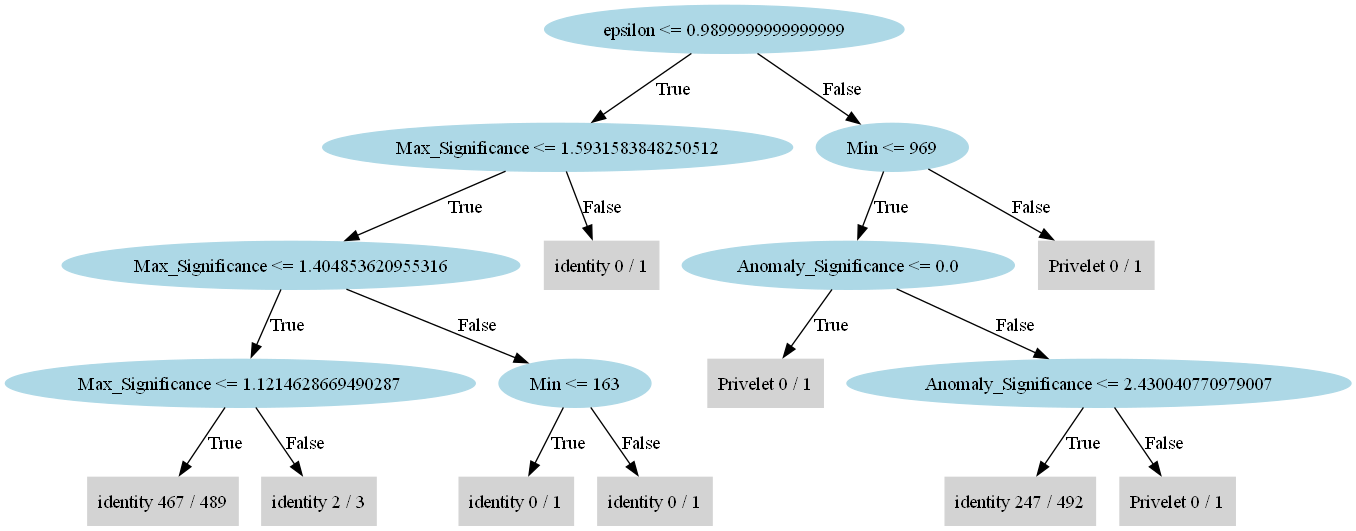 epsilon <= 0.9899999999999999
True
False
Max_Significance <= 1.5931583848250512
Min <= 969
True
False
True
False
Max_Significance <= 1.404853620955316
identity 0 / 1
Anomaly_Significance <= 0.0
Privelet 0 / 1
True
False
True
False
Max_Significance <= 1.1214628669490287
Min <= 163
Privelet 0 / 1
Anomaly_Significance <= 2.430040770979007
True
False
True
False
True
False
identity 467 / 489
identity 2 / 3
identity 0 / 1
identity 0 / 1
identity 247 / 492
Privelet 0 / 1